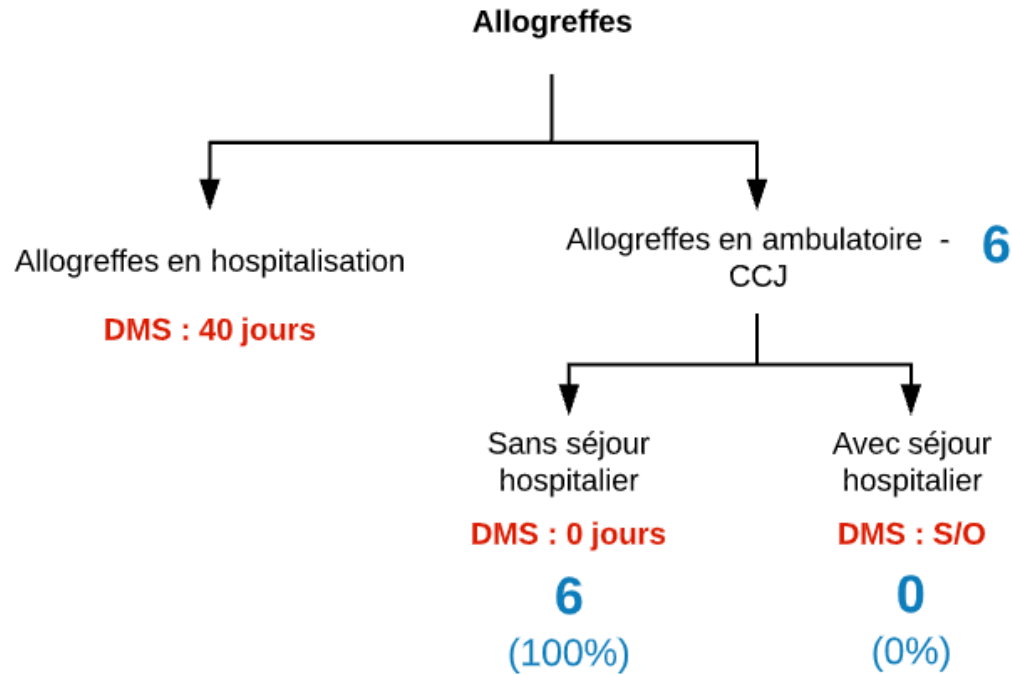 Allogreffes
Allogreffes en hospitalisation
DMS : 40 jours
Allogreffes en ambulatoire -
CCJ
6
Sans séjour
hospitalier
DMS : 0 jours
6
(100%)
Avec séjour
hospitalier
DMS : S/O
0
(0%)